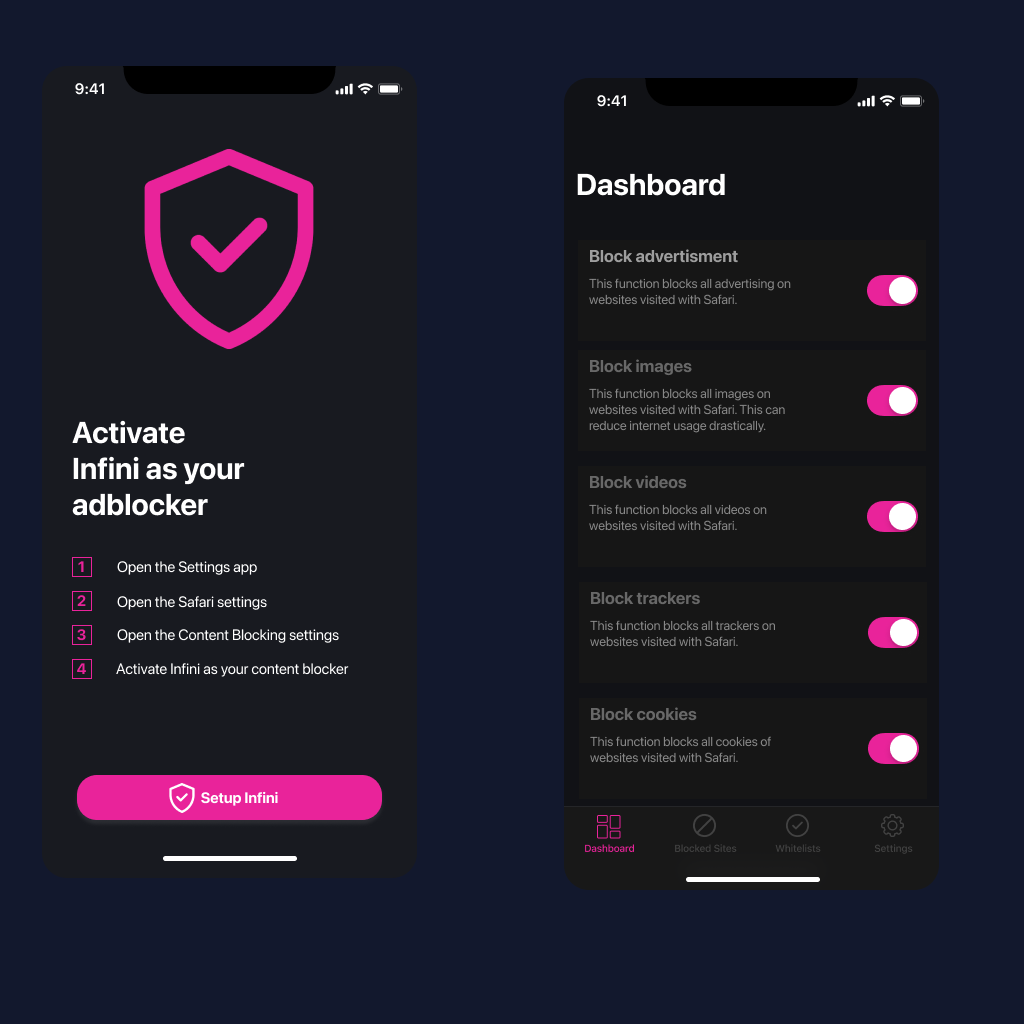 9:41
Activate
Infini as your
adblocker
1 Open the Settings app
2 Open the Safari settings
3 Open the Content Blocking settings
4 Activate Infini as your content blocker
Setup Infini
9:41
Dashboard
Block advertisment
This function blocks all advertising on
websites visited with Safari.
Block images
This function blocks all images on
websites visited with Safari. This can
reduce internet usage drastically.
Block videos
This function blocks all videos on
websites visited with Safari.
Block trackers
This function blocks all trackers on
websites visited with Safari.
Block cookies
This function blocks all cookies of
websites visited with Safari.
Dashboard Blocked Sites Whitelists Settings